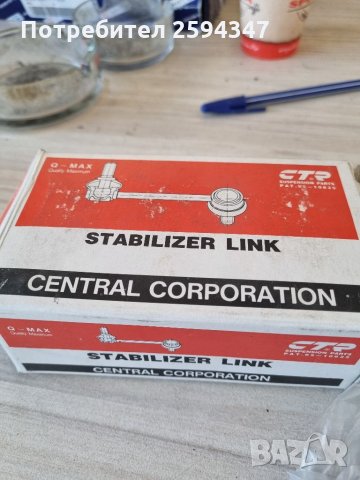 Потребител 2594347
Q-MAX
Quality Maximum
CTR
SUSPENSION PARTS
STABILIZER LINK
CENTRAL CORPORATION
Q-MAX
Quality Maximum
CTR
SUSPENSION PARTS
STABILIZER LINK
CENTRAL CORPORATION
BAZAR